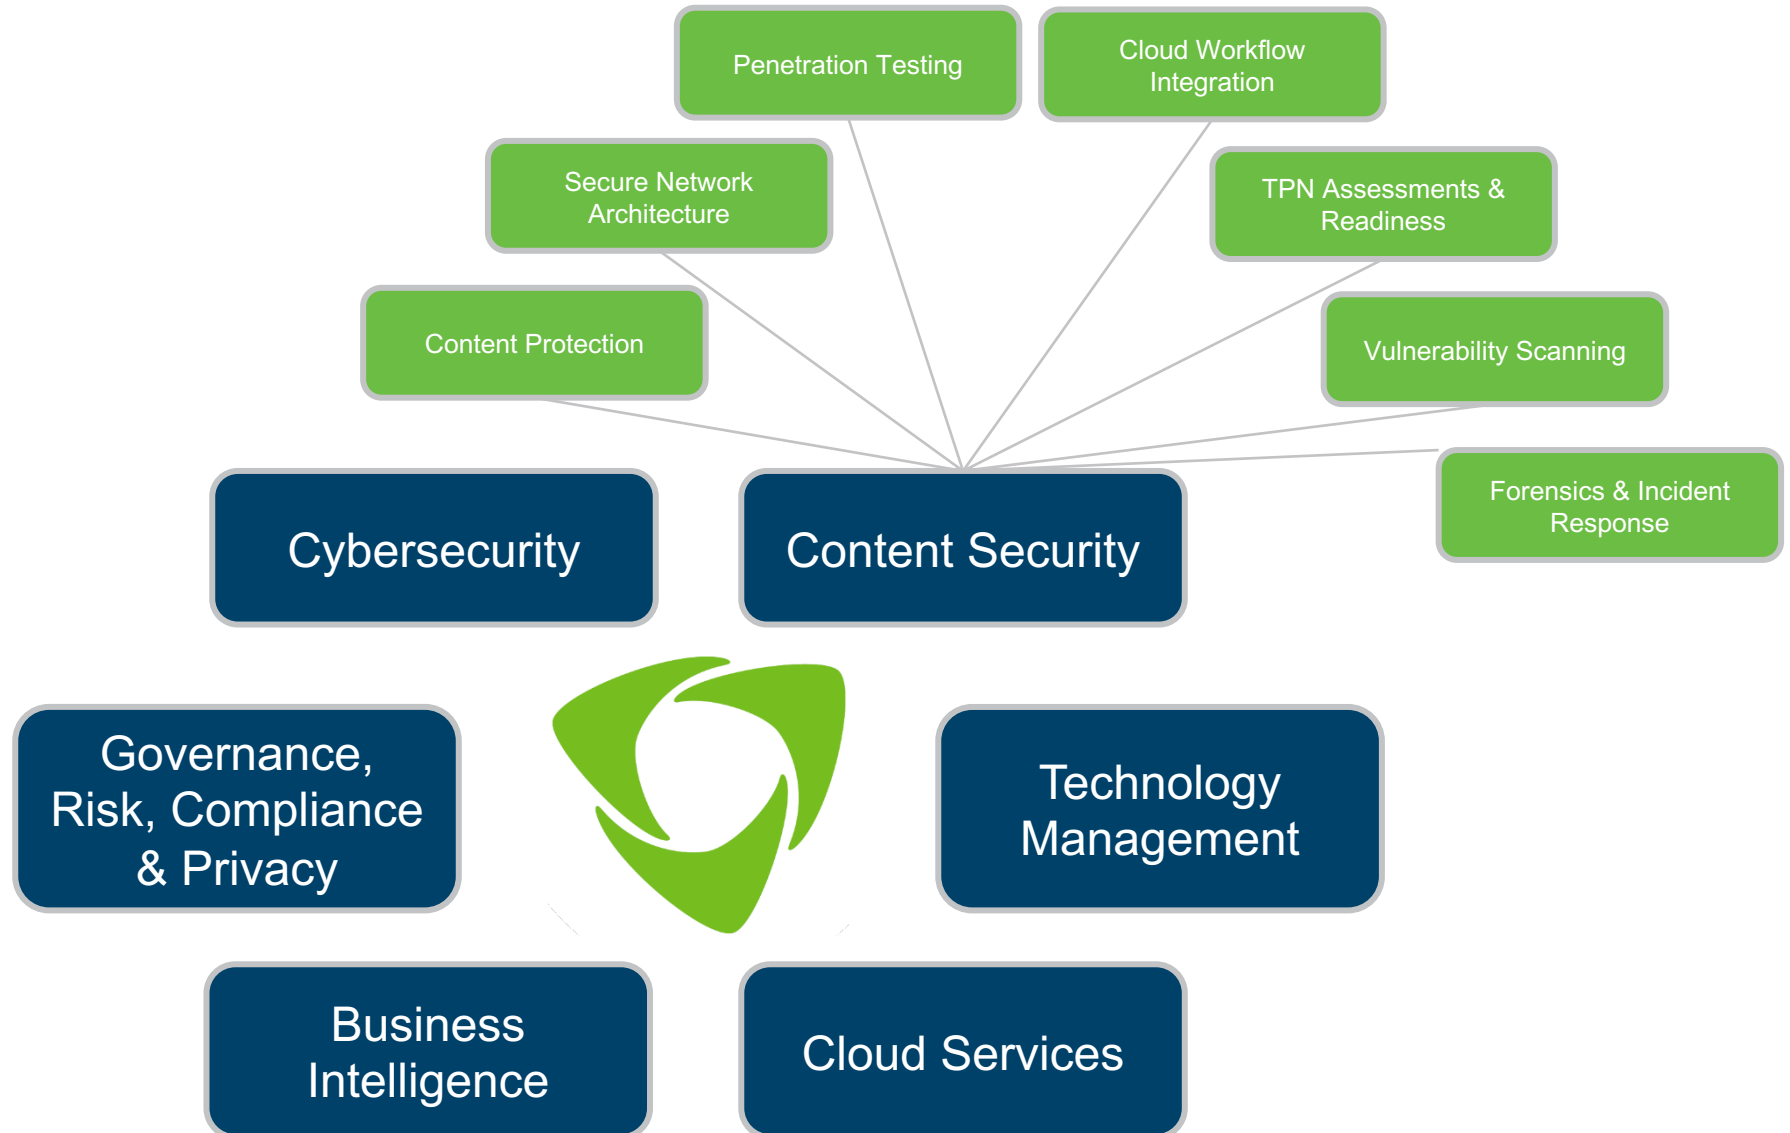 Penetration Testing
Cloud Workflow
Integration
Secure Network
Architecture
TPN Assessments &
Readiness
Content Protection
Vulnerability Scanning
Forensics & Incident
Response
Cybersecurity
Content Security
Governance,
Risk, Compliance
& Privacy
Technology
Management
Business
Intelligence
Cloud Services